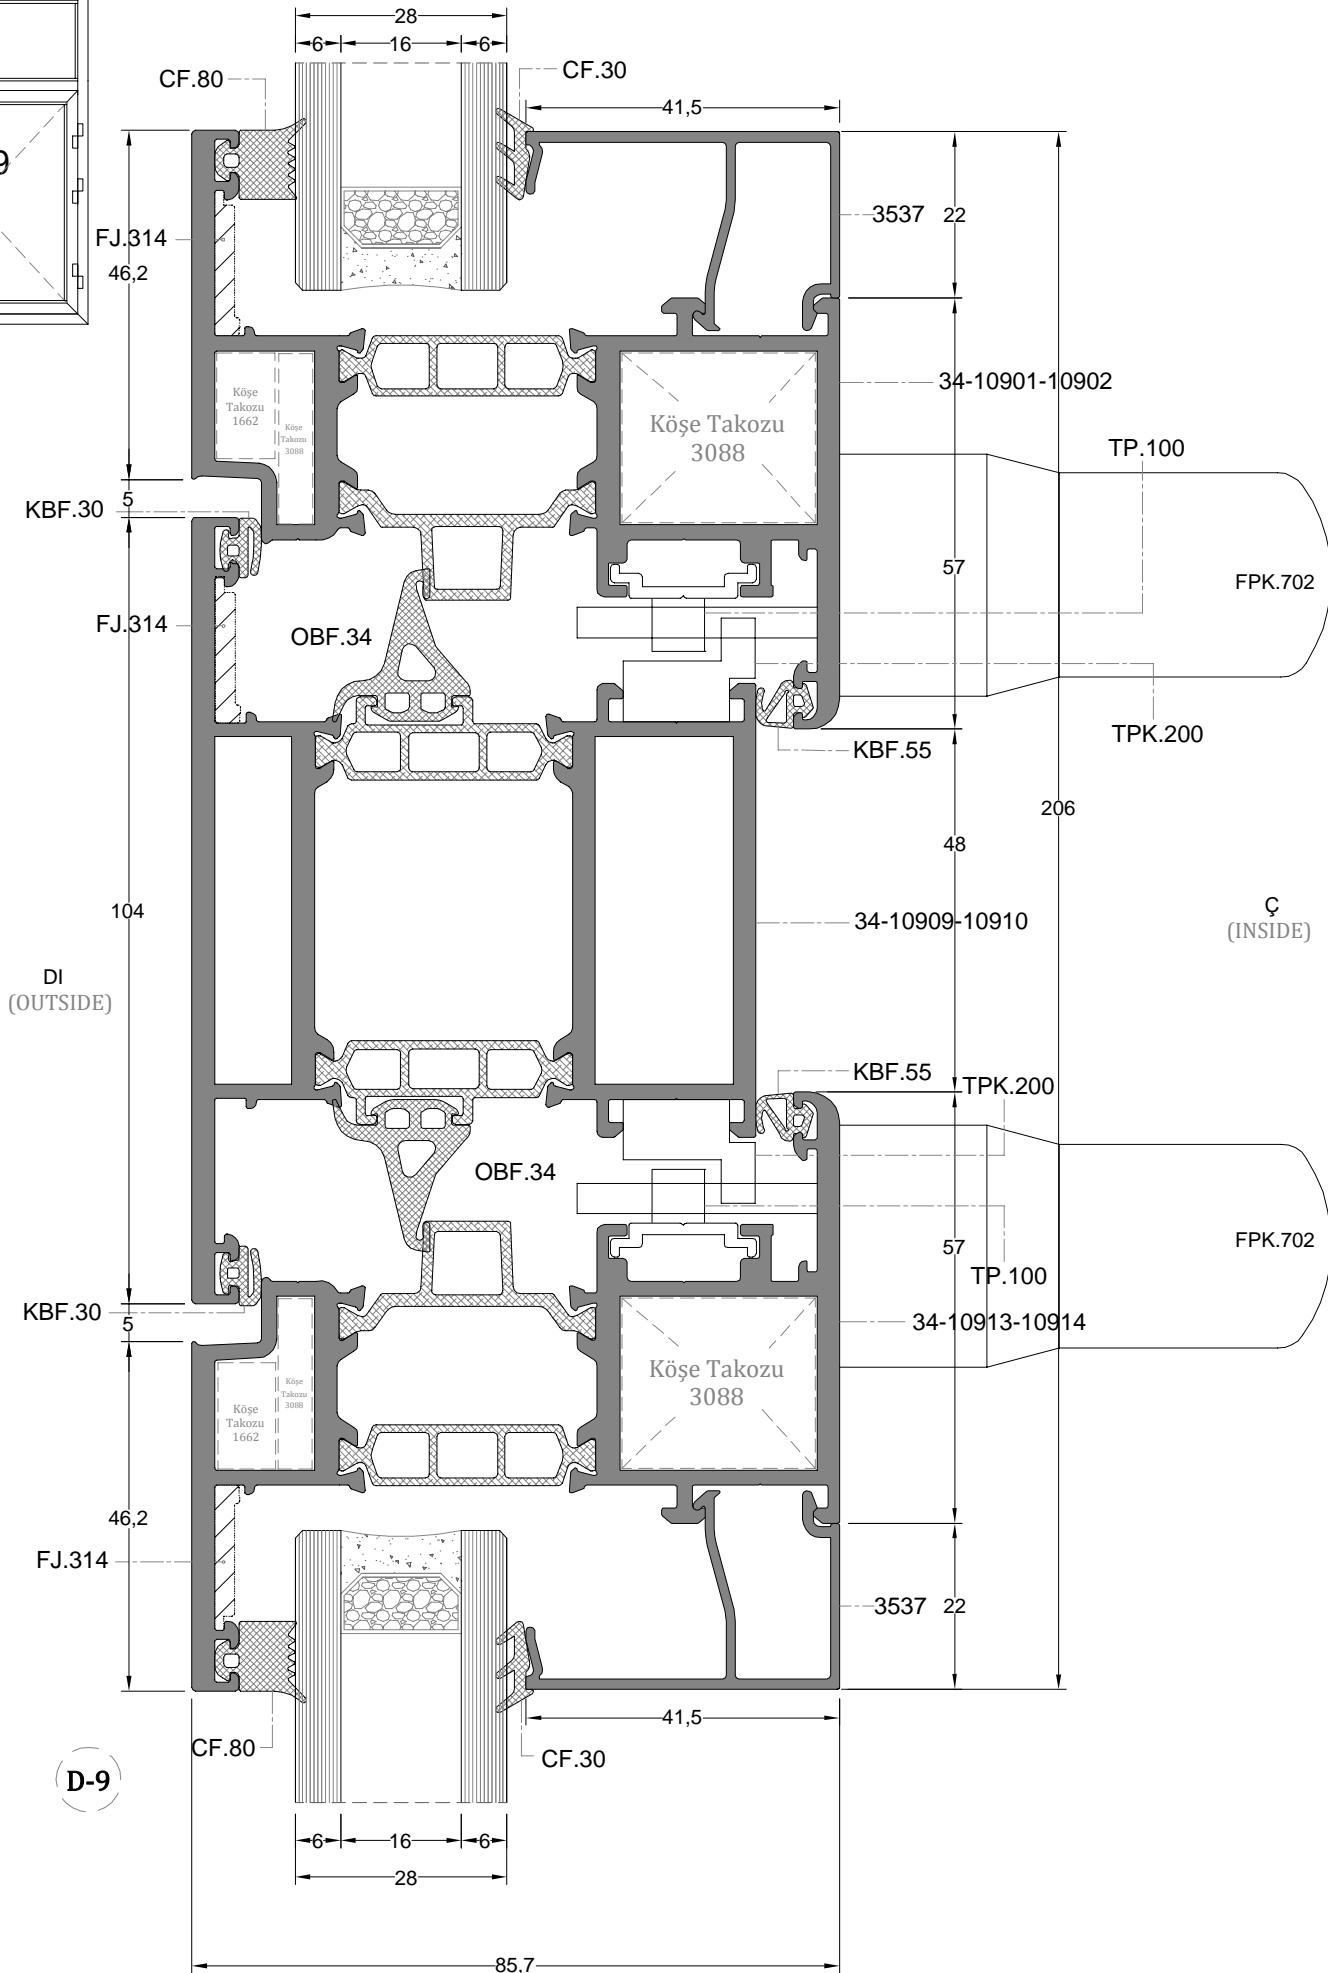 28
6
16
6
CF.80
CF.30
41,5
9
3537
22
FJ.314
46,2
34-10901-10902
Köşe
Takozu
1662
Köşe
Takozu
3088
Köşe Takozu
3088
TP.100
5
KBF.30
57
FPK.702
FJ.314
OBF.34
TPK.200
KBF.55
206
48
104
34-10909-10910
Ç
(INSIDE)
DI
(OUTSIDE)
KBF.55
TPK.200
OBF.34
57
FPK.702
TP.100
KBF.30
5
34-10913-10914
Köşe
Takozu
1662
Köşe
Takozu
3088
Köşe Takozu
3088
46,2
FJ.314
3537
22
41,5
CF.80
CF.30
D-9
6
16
6
28
85,7